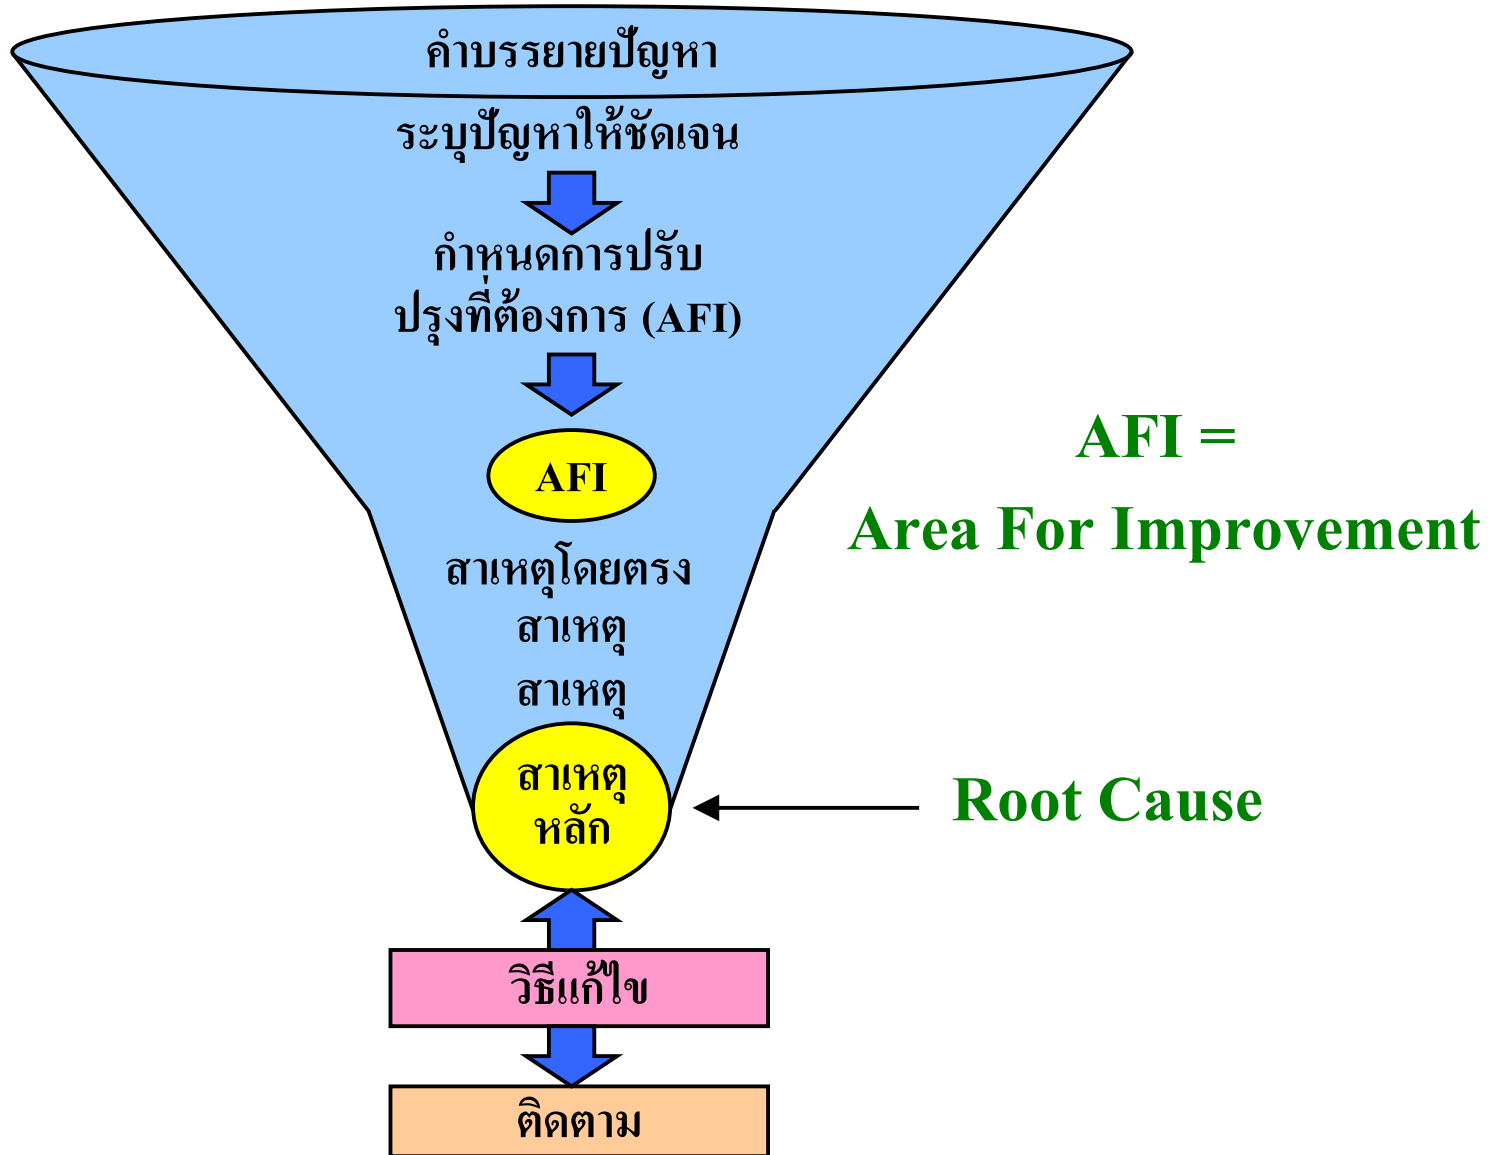 คำบรรยายปัญหา
ระบุปัญหาให้ชัดเจน
กำหนดการปรับ
ปรุงที่ต้องการ (AFI)
AFI
AFI =
Area For Improvement
สาเหตุโดยตรง
สาเหตุ
สาเหตุ
สาเหตุ
หลัก
Root Cause
วิธีแก้ไข
ติดตาม